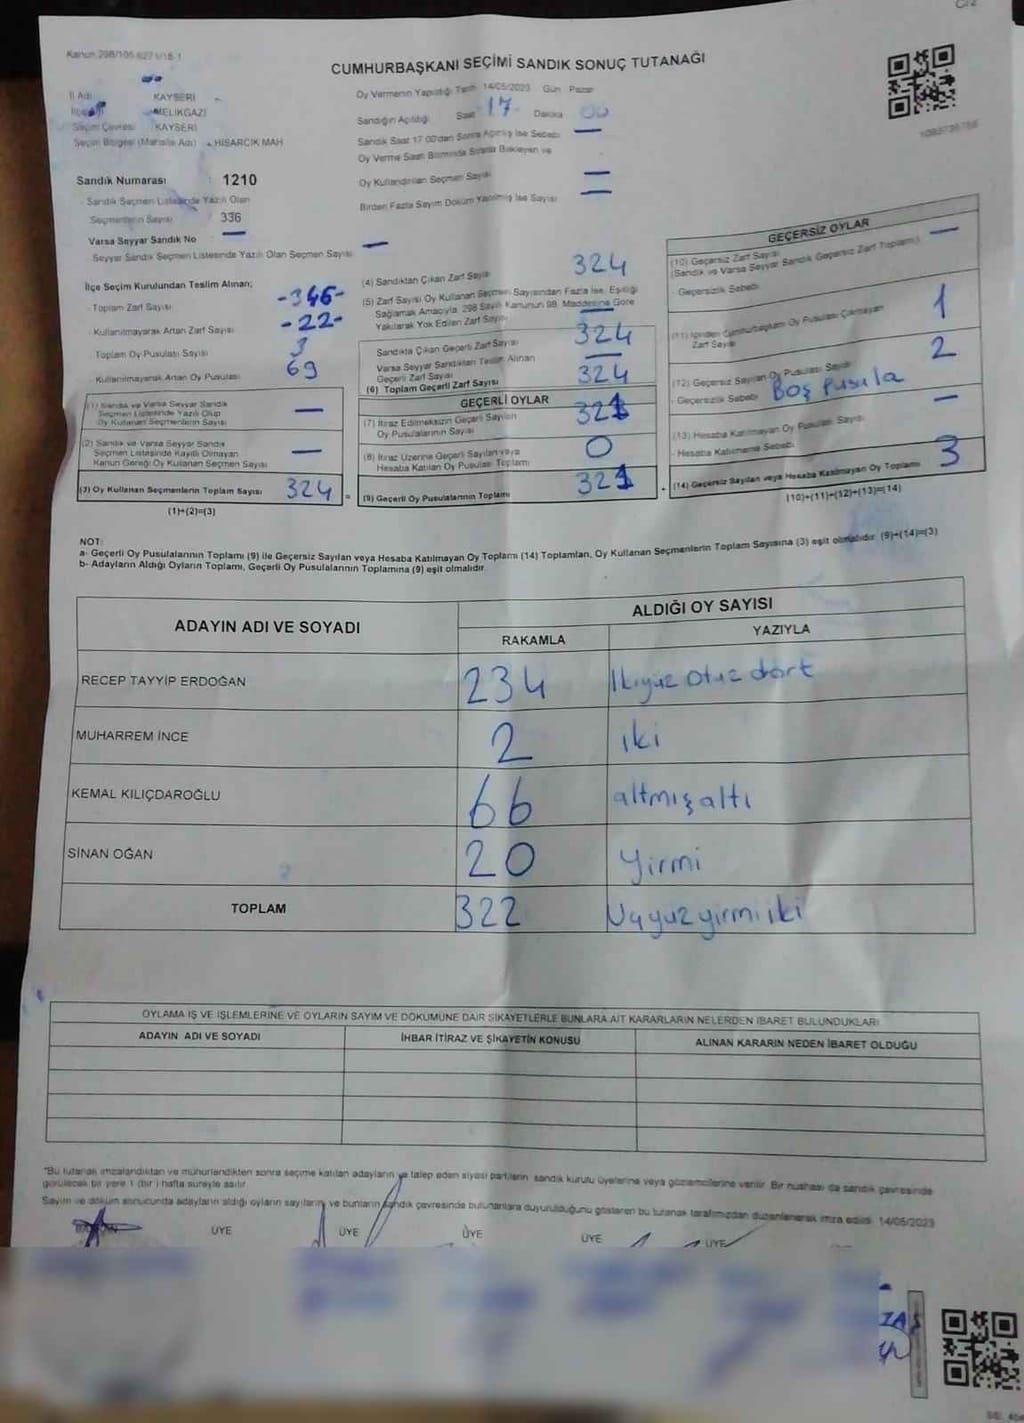 Kanun 298/105
CUMHURBAŞKANI SEÇİMİ SANDIK SONUÇ TUTANAĞI
İl Adı KAYSERİ
MELİKGAZİ
Seçim Çevresi KAYSERİ
Seçim Bölgesi (Mahalle Adı) HİSARCIK MAH
Sandık Numarası 1210
Sandık Seçmen Listesinde Yazılı Olan
Seçmenlerin Sayısı 336
Varsa Seyyar Sandık No —
Seyyar Sandık Seçmen Listesinde Yazılı Olan Seçmen Sayısı —
Oy Vermenin Yapıldığı Tarih 14/05/2023 Gün Pazar
Sandığın Açıldığı Saat 17 Dakika 00
Sandık Saat 17:00'dan Sonra Açılmış İse Sebebi —
Oy Verme Saati Bitiminde Sırada Bekleyen ve
Oy Kullandırılan Seçmen Sayısı —
Birden Fazla Sayım Döküm Yapılmış İse Sayısı —
İlçe Seçim Kurulundan Teslim Alınan;
Toplam Zarf Sayısı -346-
Kullanılmayarak Artan Zarf Sayısı -22-
Toplam Oy Pusulası Sayısı
Kullanılmayarak Artan Oy Pusulası 69
(1) Sandık ve Varsa Seyyar Sandık
Seçmen Listesinde Yazılı Olup
Oy Kullanan Seçmenlerin Sayısı —
(2) Sandık ve Varsa Seyyar Sandık
Seçmen Listesinde Kayıtlı Olmayan
Kanun Gereği Oy Kullanan Seçmen Sayısı —
(3) Oy Kullanan Seçmenlerin Toplam Sayısı 324
(1)+(2)=(3)
(4) Sandıktan Çıkan Zarf Sayısı 324
(5) Zarf Sayısı Oy Kullanan Seçmen Sayısından Fazla İse, Eşitliği
Sağlamak Amacıyla 298 Sayılı Kanunun 98. Maddesine Göre
Yakılarak Yok Edilen Zarf Sayısı —
Sandıkta Çıkan Geçerli Zarf Sayısı 324
Varsa Seyyar Sandıktan Teslim Alınan
Geçerli Zarf Sayısı —
(6) Toplam Geçerli Zarf Sayısı 324
GEÇERLİ OYLAR
(7) İtiraz Edilmeksizin Geçerli Sayılan
Oy Pusulalarının Sayısı 321
(8) İtiraz Üzerine Geçerli Sayılan veya
Hesaba Katılan Oy Pusulası Toplamı 0
(9) Geçerli Oy Pusulalarının Toplamı 321
GEÇERSİZ OYLAR
(10) Geçersiz Zarf Sayısı
(Sandık ve Varsa Seyyar Sandık Geçersiz Zarf Toplamı) —
Geçersizlik Sebebi
(11) İçinden Cumhurbaşkanı Oy Pusulası Çıkmayan
Zarf Sayısı 1
(12) Geçersiz Sayılan Oy Pusulası Sayısı 2
- Geçersizlik Sebebi Boş pusula
(13) Hesaba Katılmayan Oy Pusulası Sayısı —
- Hesaba Katılmama Sebebi
(14) Geçersiz Sayılan veya Hesaba Katılmayan Oy Toplamı 3
(10)+(11)+(12)+(13)=(14)
NOT:
a- Geçerli Oy Pusulalarının Toplamı (9) ile Geçersiz Sayılan veya Hesaba Katılmayan Oy Toplamı (14) Toplamları, Oy Kullanan Seçmenlerin Toplam Sayısına (3) eşit olmalıdır. (9)+(14)=(3)
b- Adayların Aldığı Oyların Toplamı, Geçerli Oy Pusulalarının Toplamına (9) eşit olmalıdır.
ADAYIN ADI VE SOYADI ALDIĞI OY SAYISI
RAKAMLA YAZIYLA
RECEP TAYYİP ERDOĞAN 234 İkiyüz otuz dört
MUHARREM İNCE 2 iki
KEMAL KILIÇDAROĞLU 66 altmışaltı
SİNAN OĞAN 20 Yirmi
TOPLAM 322 Üçyüzyirmiiki
OYLAMA İŞ VE İŞLEMLERİNE VE OYLARIN SAYIM VE DÖKÜMÜNE DAİR ŞİKAYETLERLE BUNLARA AİT KARARLARIN NELERDEN İBARET BULUNDUKLARI
ADAYIN ADI VE SOYADI İHBAR İTİRAZ VE ŞİKAYETİN KONUSU ALINAN KARARIN NEDEN İBARET OLDUĞU
*Bu tutanak imzalandıktan ve mühürlendikten sonra seçime katılan adayların ve talep eden siyasi partilerin sandık kurulu üyelerine veya gözlemcilerine verilir. Bir nüshası da sandık çevresinde
görülecek bir yere 1 (bir) hafta süreyle asılır.
Sayım ve döküm sonucunda adayların aldığı oyların sayılarını ve bunların sandık çevresinde bulunanlara duyurulduğunu gösteren bu tutanak tarafımızdan düzenlenerek imza edildi. 14/05/2023
BAŞKAN ÜYE ÜYE ÜYE ÜYE ÜYE